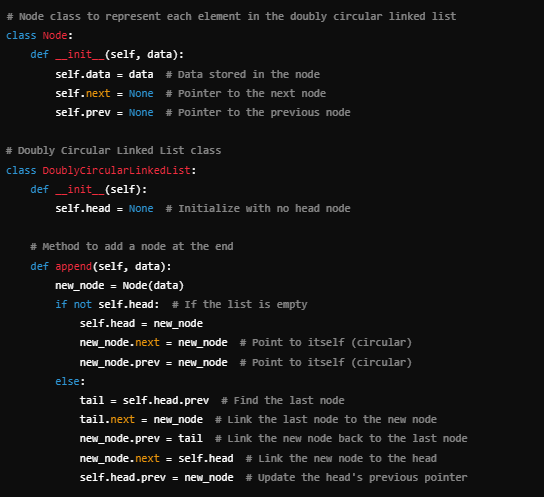 # Node class to represent each element in the doubly circular linked list
class Node:
    def __init__(self, data):
        self.data = data  # Data stored in the node
        self.next = None  # Pointer to the next node
        self.prev = None  # Pointer to the previous node

# Doubly Circular Linked List class
class DoublyCircularLinkedList:
    def __init__(self):
        self.head = None  # Initialize with no head node

    # Method to add a node at the end
    def append(self, data):
        new_node = Node(data)
        if not self.head:  # If the list is empty
            self.head = new_node
            new_node.next = new_node  # Point to itself (circular)
            new_node.prev = new_node  # Point to itself (circular)
        else:
            tail = self.head.prev  # Find the last node
            tail.next = new_node  # Link the last node to the new node
            new_node.prev = tail  # Link the new node back to the last node
            new_node.next = self.head  # Link the new node to the head
            self.head.prev = new_node  # Update the head's previous pointer